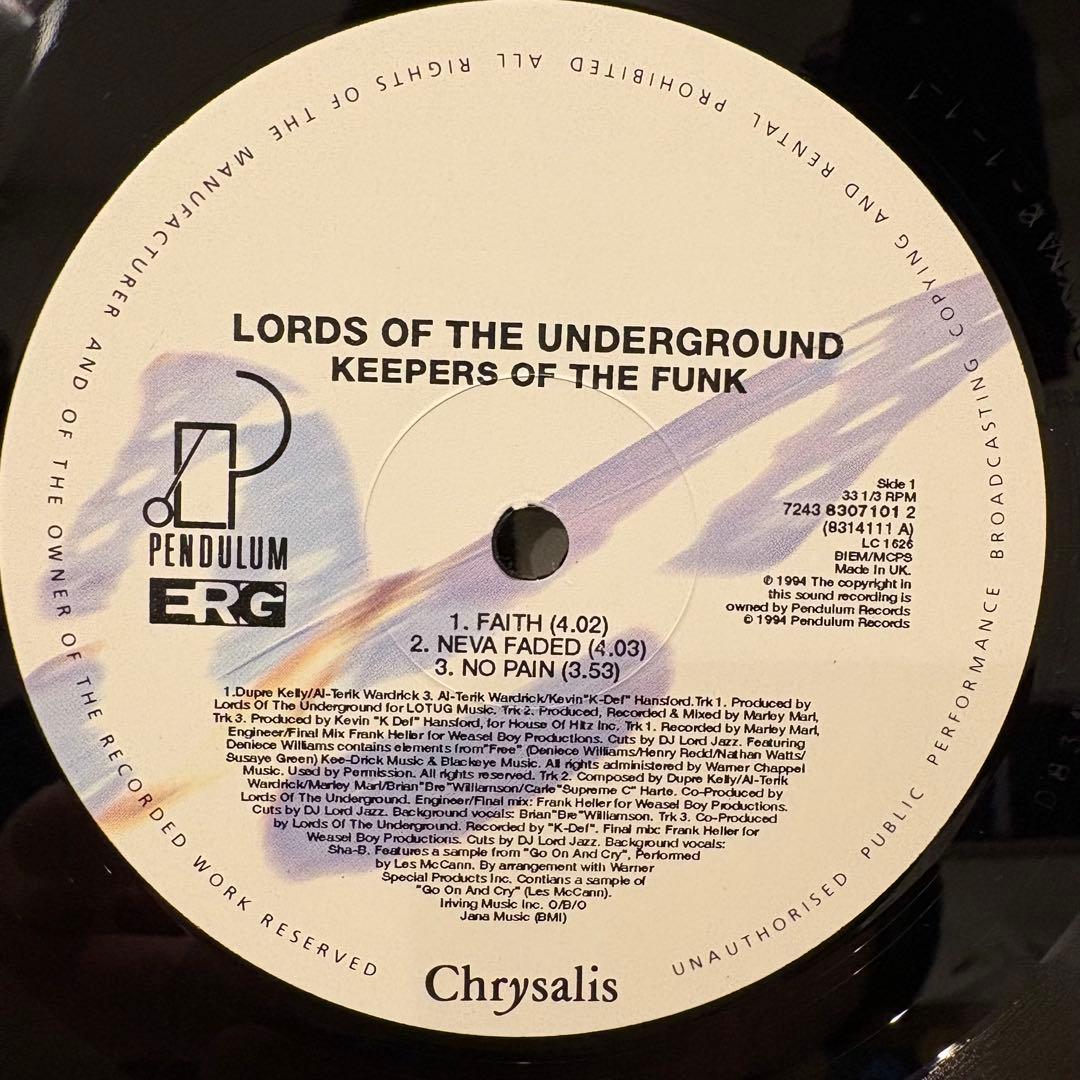 ALL RIGHTS OF THE MANUFACTURER AND OF THE OWNER OF THE RECORDED WORK RESERVED
UNAUTHORISED PUBLIC PERFORMANCE BROADCASTING COPYING AND RENTAL PROHIBITED
LORDS OF THE UNDERGROUND
KEEPERS OF THE FUNK
PENDULUM
ERG
Side 1
33 1/3 RPM
7243 8307101 2
(8314111 A)
LC 1626
BIEM/MCPS
Made in UK.
℗ 1994 The copyright in
this sound recording is
owned by Pendulum Records
© 1994 Pendulum Records
1. FAITH (4.02)
2. NEVA FADED (4.03)
3. NO PAIN (3.53)
1.Dupre Kelly/Al-Terik Wardrick 3. Al-Terik Wardrick/Kevin"K-Def" Hansford.Trk 1. Produced by
Lords Of The Underground for LOTUG Music. Trk 2. Produced, Recorded & Mixed by Marley Marl,
Trk 3. Produced by Kevin "K Def" Hansford, for House Of Hitz Inc. Trk 1. Recorded by Marley Marl,
Engineer/Final Mix Frank Heller for Weasel Boy Productions. Cuts by DJ Lord Jazz. Featuring
Deniece Williams contains elements from"Free" (Deniece Williams/Henry Redd/Nathan Watts/
Susaye Green) Kee-Drick Music & Blackeye Music. All rights administered by Warner Chappel
Music. Used by Permission. All rights reserved. Trk 2. Composed by Dupre Kelly/Al-Terik
Wardrick/Marley Marl/Brian"Bre"Williamson/Carle"Supreme C" Harte. Co-Produced by
Lords Of The Underground. Engineer/Final mix: Frank Heller for Weasel Boy Productions.
Cuts by DJ Lord Jazz. Background vocals: Brian"Bre"Williamson. Trk 3. Co-Produced
by Lords Of The Underground. Recorded by "K-Def". Final mix: Frank Heller for
Weasel Boy Productions. Cuts by DJ Lord Jazz. Background vocals:
Sha-B. Features a sample from "Go On And Cry", Performed
by Les McCann. By arrangement with Warner
Special Products Inc. Contians a sample of
"Go On And Cry" (Les McCann).
Iriving Music Inc. O/B/O
Jana Music (BMI)
Chrysalis